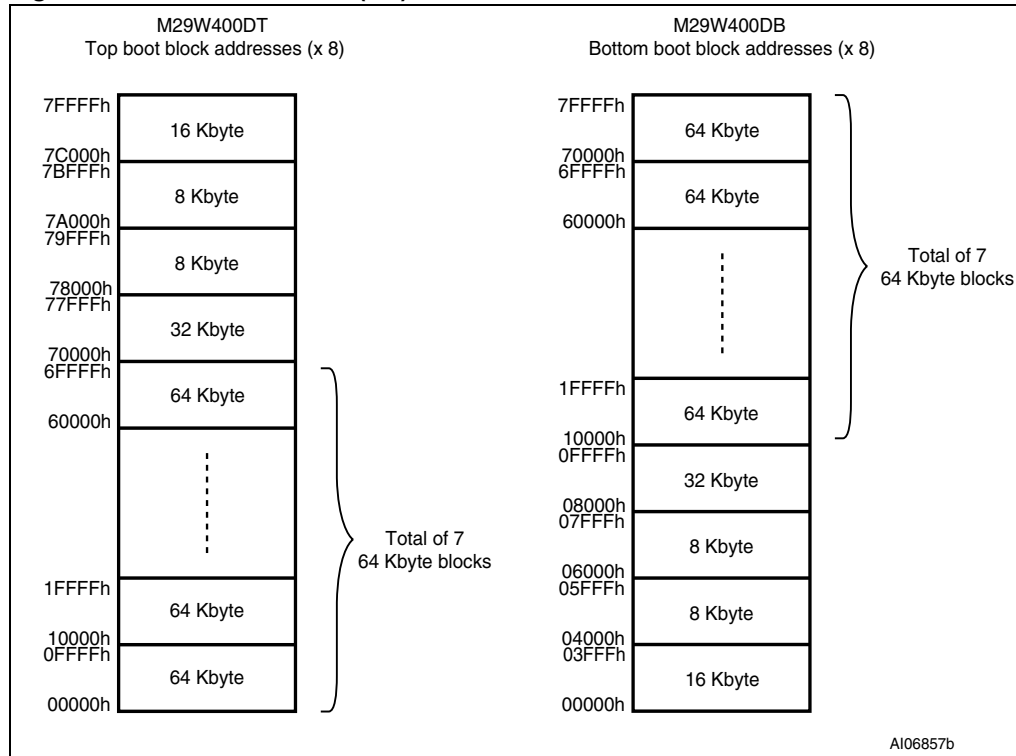 M29W400DT
Top boot block addresses (x 8)
7FFFFh
16 Kbyte
7C000h
7BFFFh
8 Kbyte
7A000h
79FFFh
8 Kbyte
78000h
77FFFh
32 Kbyte
70000h
6FFFFh
64 Kbyte
60000h
Total of 7
64 Kbyte blocks
1FFFFh
64 Kbyte
10000h
0FFFFh
64 Kbyte
00000h
M29W400DB
Bottom boot block addresses (x 8)
7FFFFh
64 Kbyte
70000h
6FFFFh
64 Kbyte
60000h
Total of 7
64 Kbyte blocks
1FFFFh
64 Kbyte
10000h
0FFFFh
32 Kbyte
08000h
07FFFh
8 Kbyte
06000h
05FFFh
8 Kbyte
04000h
03FFFh
16 Kbyte
00000h
AI06857b